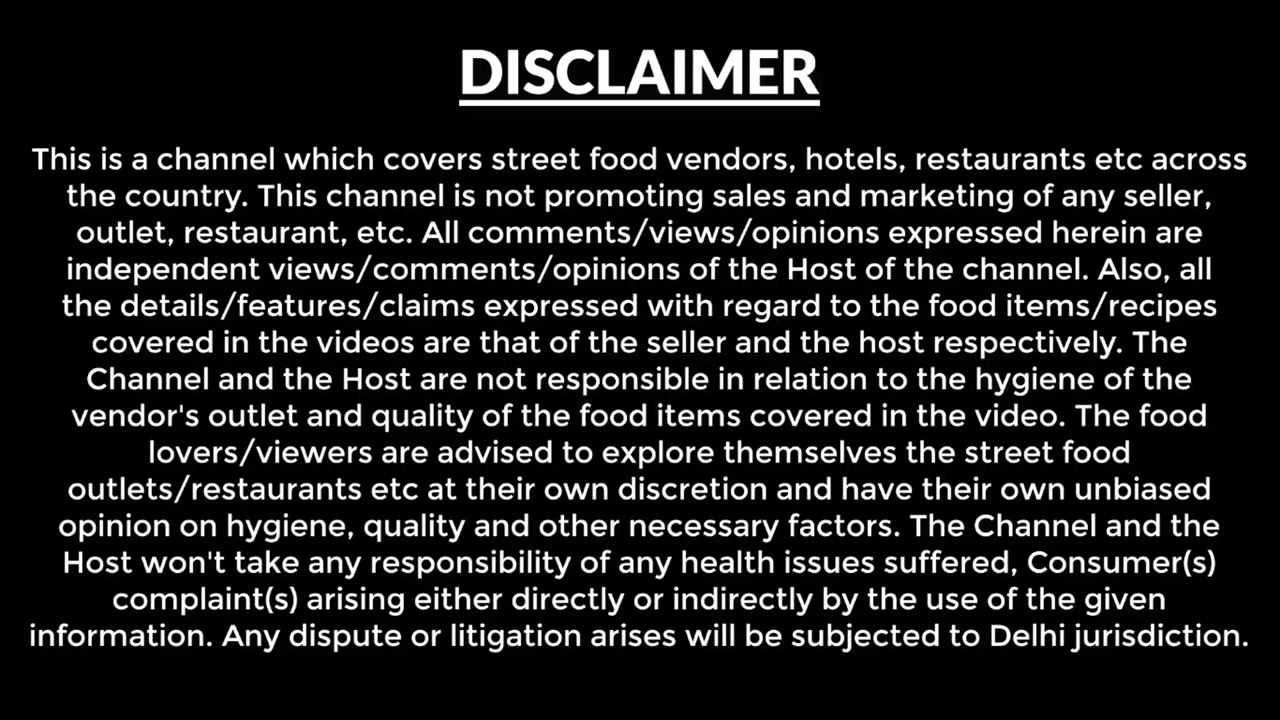 DISCLAIMER
This is a channel which covers street food vendors, hotels, restaurants etc across
the country. This channel is not promoting sales and marketing of any seller,
outlet, restaurant, etc. All comments/views/opinions expressed herein are
independent views/comments/opinions of the Host of the channel. Also, all
the details/features/claims expressed with regard to the food items/recipes
covered in the videos are that of the seller and the host respectively. The
Channel and the Host are not responsible in relation to the hygiene of the
vendor's outlet and quality of the food items covered in the video. The food
lovers/viewers are advised to explore themselves the street food
outlets/restaurants etc at their own discretion and have their own unbiased
opinion on hygiene, quality and other necessary factors. The Channel and the
Host won't take any responsibility of any health issues suffered, Consumer(s)
complaint(s) arising either directly or indirectly by the use of the given
information. Any dispute or litigation arises will be subjected to Delhi jurisdiction.